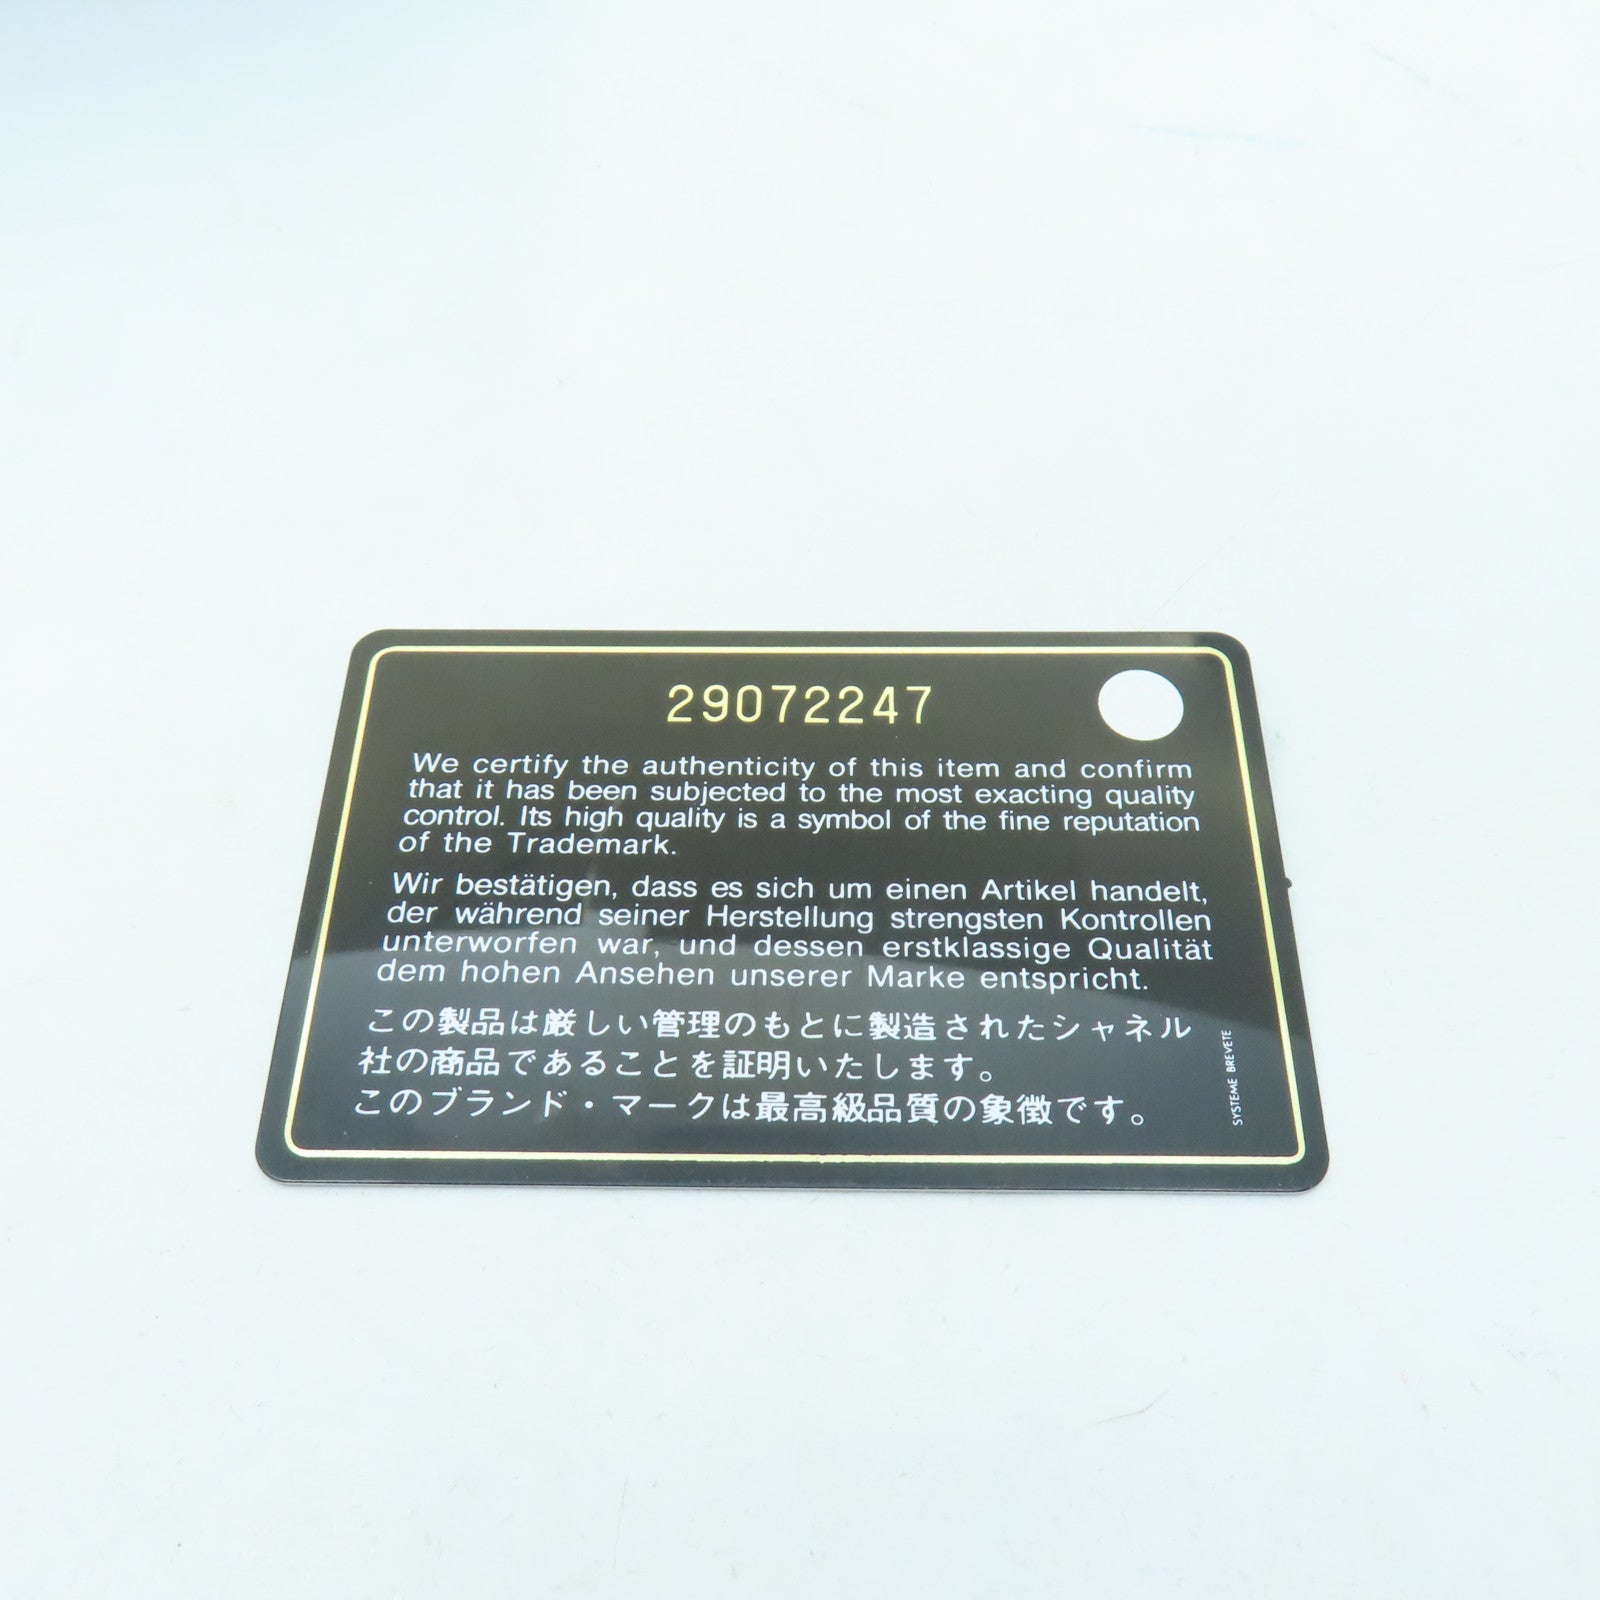 29072247
We certify the authenticity of this item and confirm
that it has been subjected to the most exacting quality
control. Its high quality is a symbol of the fine reputation
of the Trademark.
Wir bestätigen, dass es sich um einen Artikel handelt,
der während seiner Herstellung strengsten Kontrollen
unterworfen war, und dessen erstklassige Qualität
dem hohen Ansehen unserer Marke entspricht.
この製品は厳しい管理のもとに製造されたシャネル
社の商品であることを証明いたします。
このブランド・マークは最高級品質の象徴です。
SYSTEME BREVETE